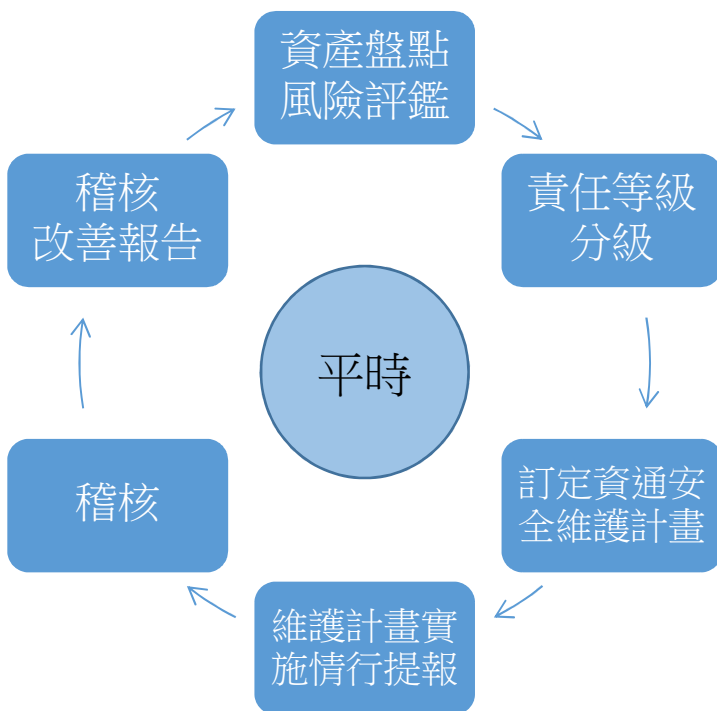 資產盤點
風險評鑑
責任等級
分級
訂定資通安
全維護計畫
維護計畫實
施情行提報
稽核
稽核
改善報告
平時